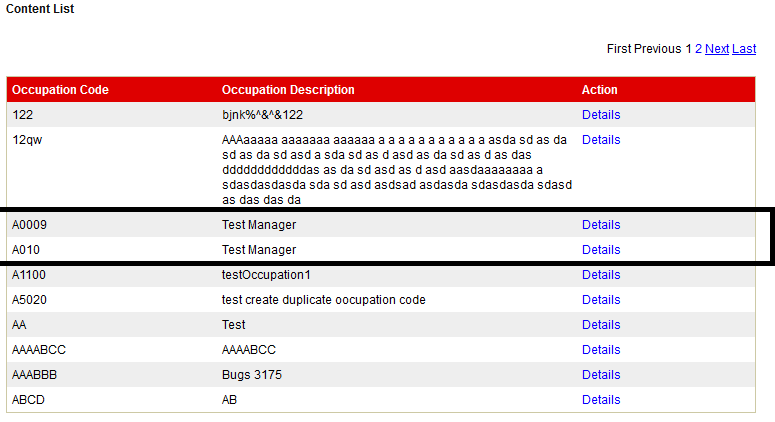 Content List
First Previous 1 2 Next Last
Occupation Code Occupation Description Action
122 bjnk%^&^&122 Details
12qw AAAaaaaa aaaaaaa aaaaaa a a a a a a a a a a a asda sd as da Details
sd as da sd asd a sda sd as d asd as da sd as d as das
ddddddddddddas as da sd asd as d asd aasdaaaaaaaa a
sdasdasdasda sda sd asd asdsad asdasda sdasdasda sdasd
as das das da
A0009 Test Manager Details
A010 Test Manager Details
A1100 testOccupation1 Details
A5020 test create duplicate oocupation code Details
AA Test Details
AAAABCC AAAABCC Details
AAABBB Bugs 3175 Details
ABCD AB Details